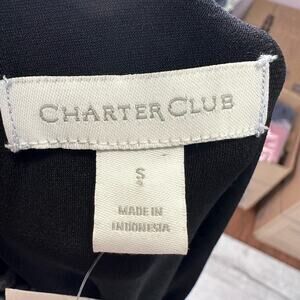 CHARTER CLUB
S
MADE IN
INDONESIA